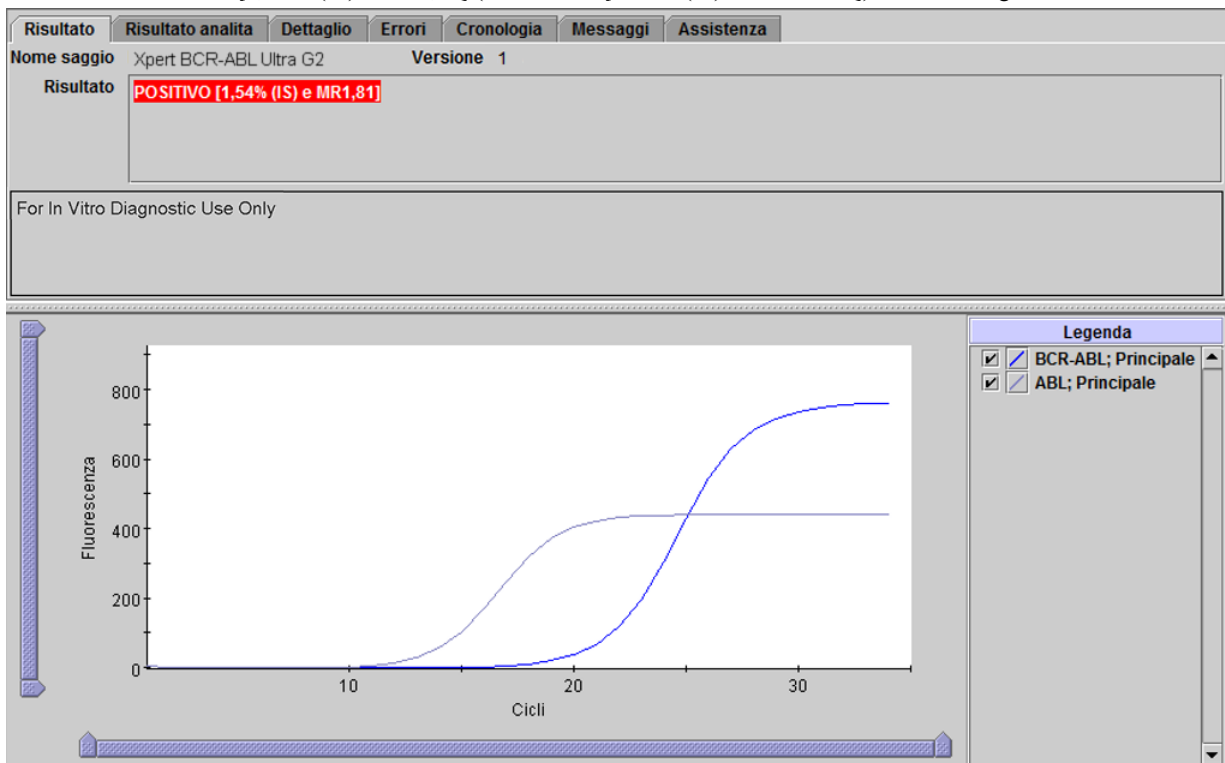 Risultato Risultato analita Dettaglio Errori Cronologia Messaggi Assistenza
Nome saggio Xpert BCR-ABL Ultra G2 Versione 1
Risultato POSITIVO [1,54% (IS) e MR1,81]
For In Vitro Diagnostic Use Only
Legenda
BCR-ABL; Principale
ABL; Principale
Fluorescenza
800
600
400
200
0
10 20 30
Cicli